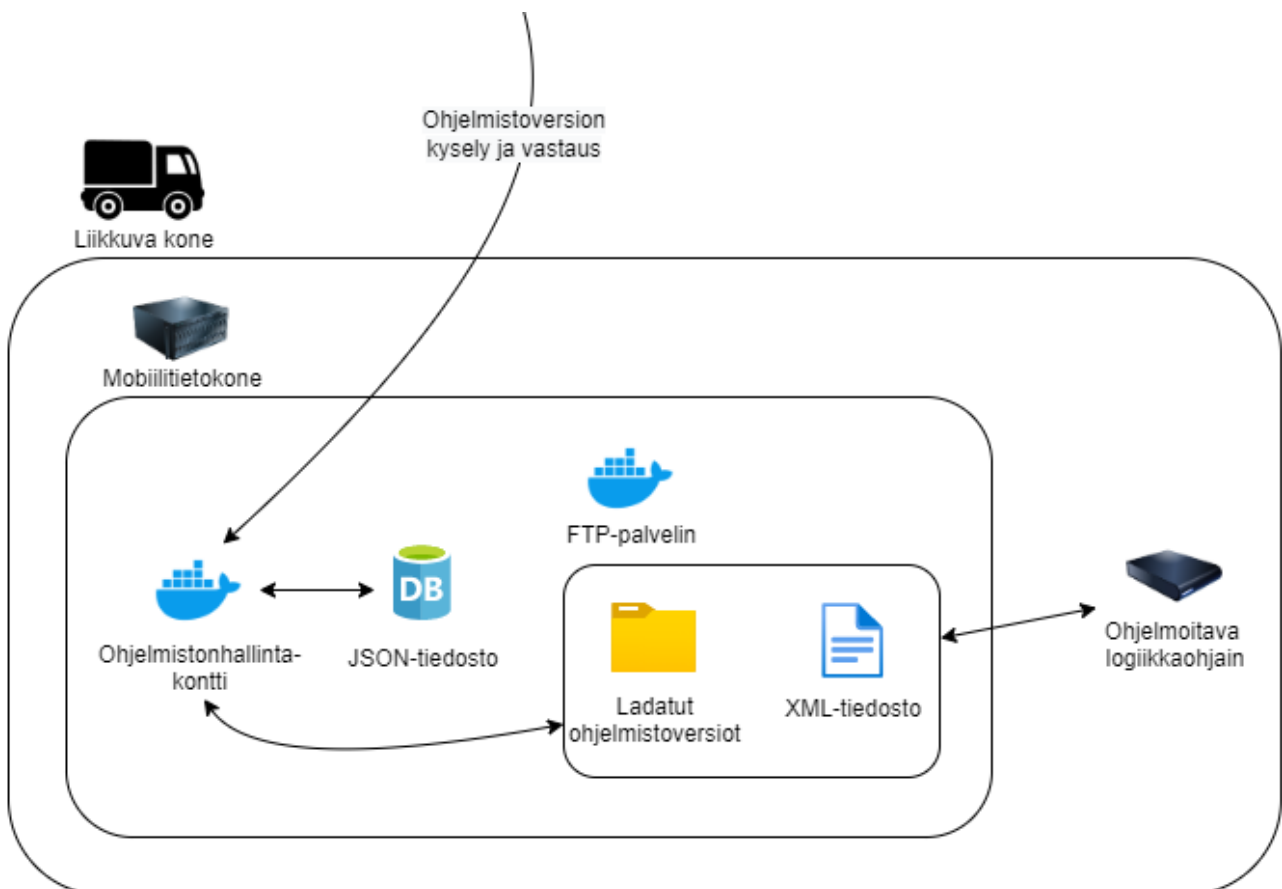 Ohjelmistoversion
kysely ja vastaus
Liikkuva kone
Mobiilitietokone
FTP-palvelin
DB
Ohjelmistonhallinta-
kontti
JSON-tiedosto
Ladatut
ohjelmistoversiot
XML-tiedosto
Ohjelmoitava
logiikkaohjain